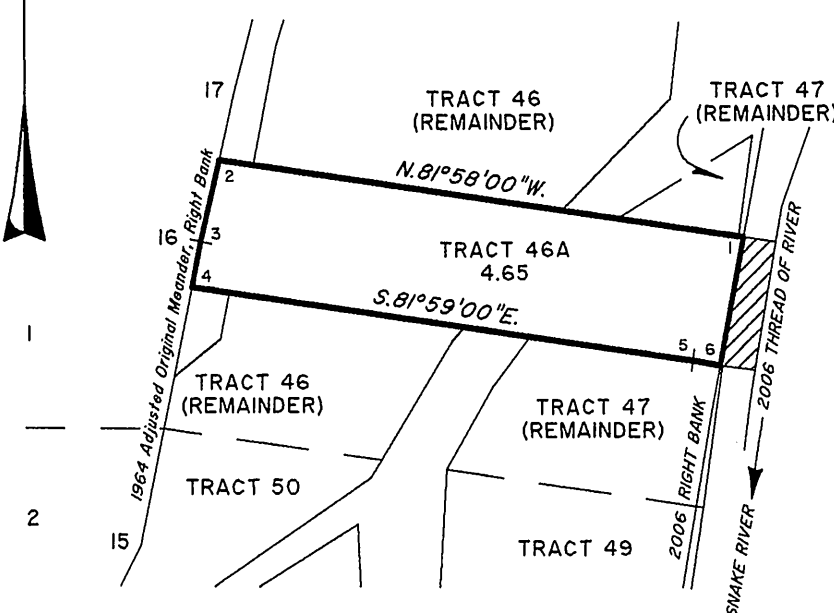 17
TRACT 46
(REMAINDER)
TRACT 47
(REMAINDER)
N.81°58'00"W.
2
1
16
3
TRACT 46A
4.65
4
S.81°59'00"E.
5
6
1964 Adjusted Original Meander, Right Bank
2006 THREAD OF RIVER
1
TRACT 46
(REMAINDER)
TRACT 47
(REMAINDER)
2006 RIGHT BANK
TRACT 50
2
15
TRACT 49
SNAKE RIVER